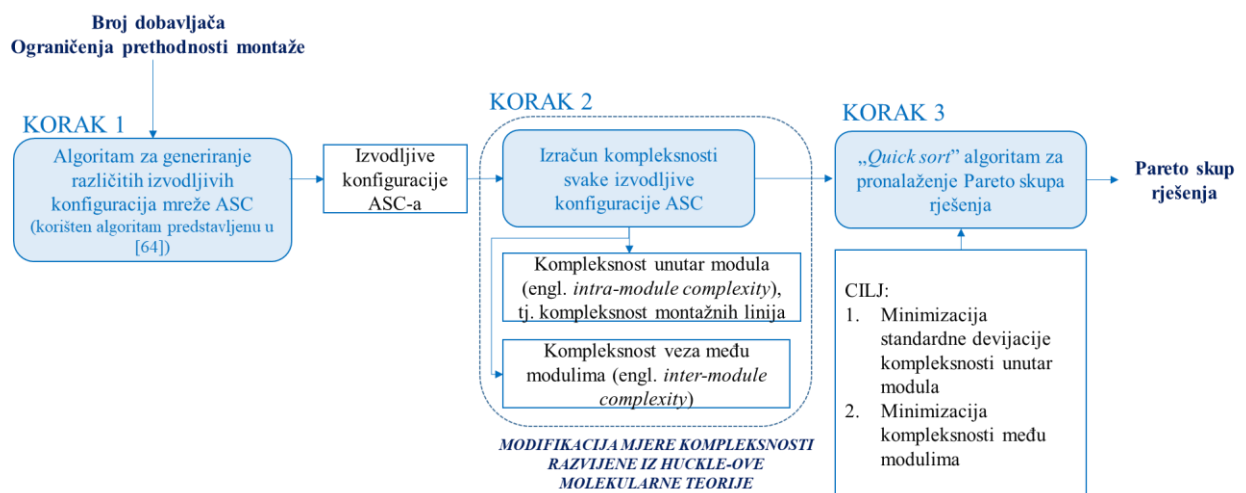 Broj dobavljača
Ograničenja prethodnosti montaže
KORAK 1
Algoritam za generiranje
različitih izvodljivih
konfiguracija mreže ASC
(korišten algoritam predstavljenu u
[64])
Izvodljive
konfiguracije
ASC-a
KORAK 2
Izračun kompleksnosti
svake izvodljive
konfiguracije ASC
Kompleksnost unutar modula
(engl. intra-module complexity),
tj. kompleksnost montažnih linija
Kompleksnost veza među
modulima (engl. inter-module
complexity)
MODIFIKACIJA MJERE KOMPLEKSNOSTI
RAZVIJENE IZ HUCKLE-OVE
MOLEKULARNE TEORIJE
KORAK 3
„Quick sort” algoritam za
pronalaženje Pareto skupa
rješenja
CILJ:
1. Minimizacija
standardne devijacije
kompleksnosti unutar
modula
2. Minimizacija
kompleksnosti među
modulima
Pareto skup
rješenja